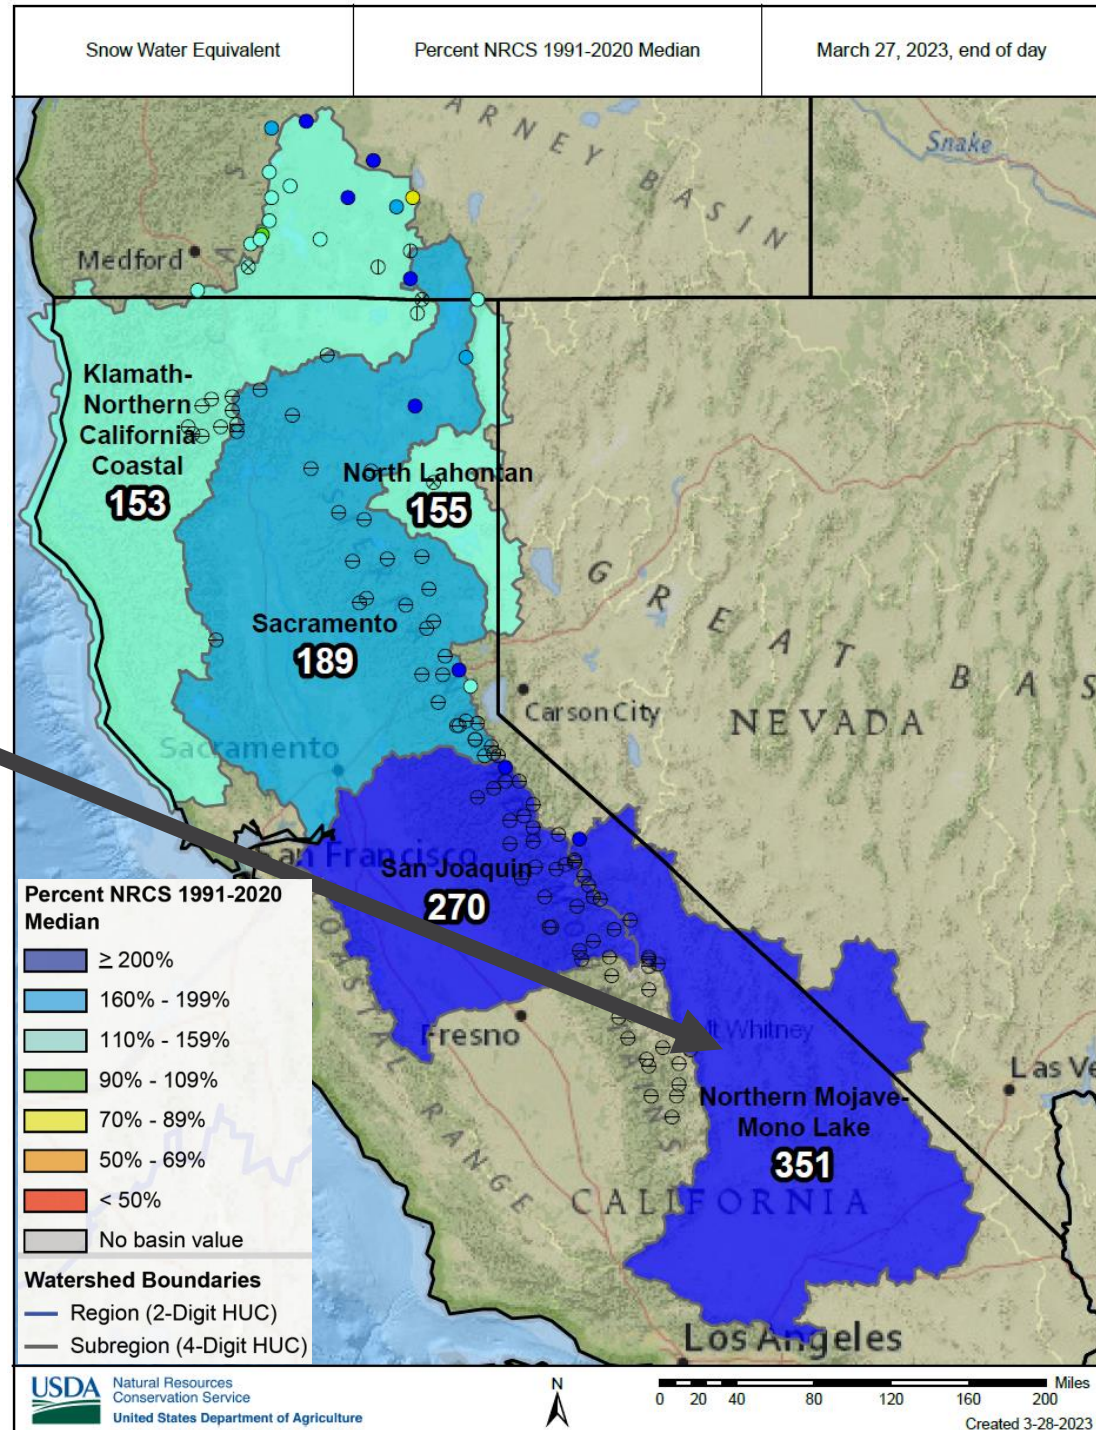 Snow Water Equivalent
Percent NRCS 1991-2020 Median
March 27, 2023, end of day
ARNEY
BASIN
Snake
Medford
Klamath-
Northern
California
Coastal
153
North Lahontan
155
GREAT BAS
Sacramento
189
Carson City
NEVADA
Sacramento
San Joaquin
270
an Francisco
Fresno
COASTAL RANGE
Mt Whitney
Las Ve
Northern Mojave-
Mono Lake
351
CALIFORNIA
Los Angeles
Percent NRCS 1991-2020
Median
≥ 200%
160% - 199%
110% - 159%
90% - 109%
70% - 89%
50% - 69%
< 50%
No basin value
Watershed Boundaries
Region (2-Digit HUC)
Subregion (4-Digit HUC)
USDA
Natural Resources
Conservation Service
United States Department of Agriculture
N
0 20 40 80 120 160 200 Miles
Created 3-28-2023